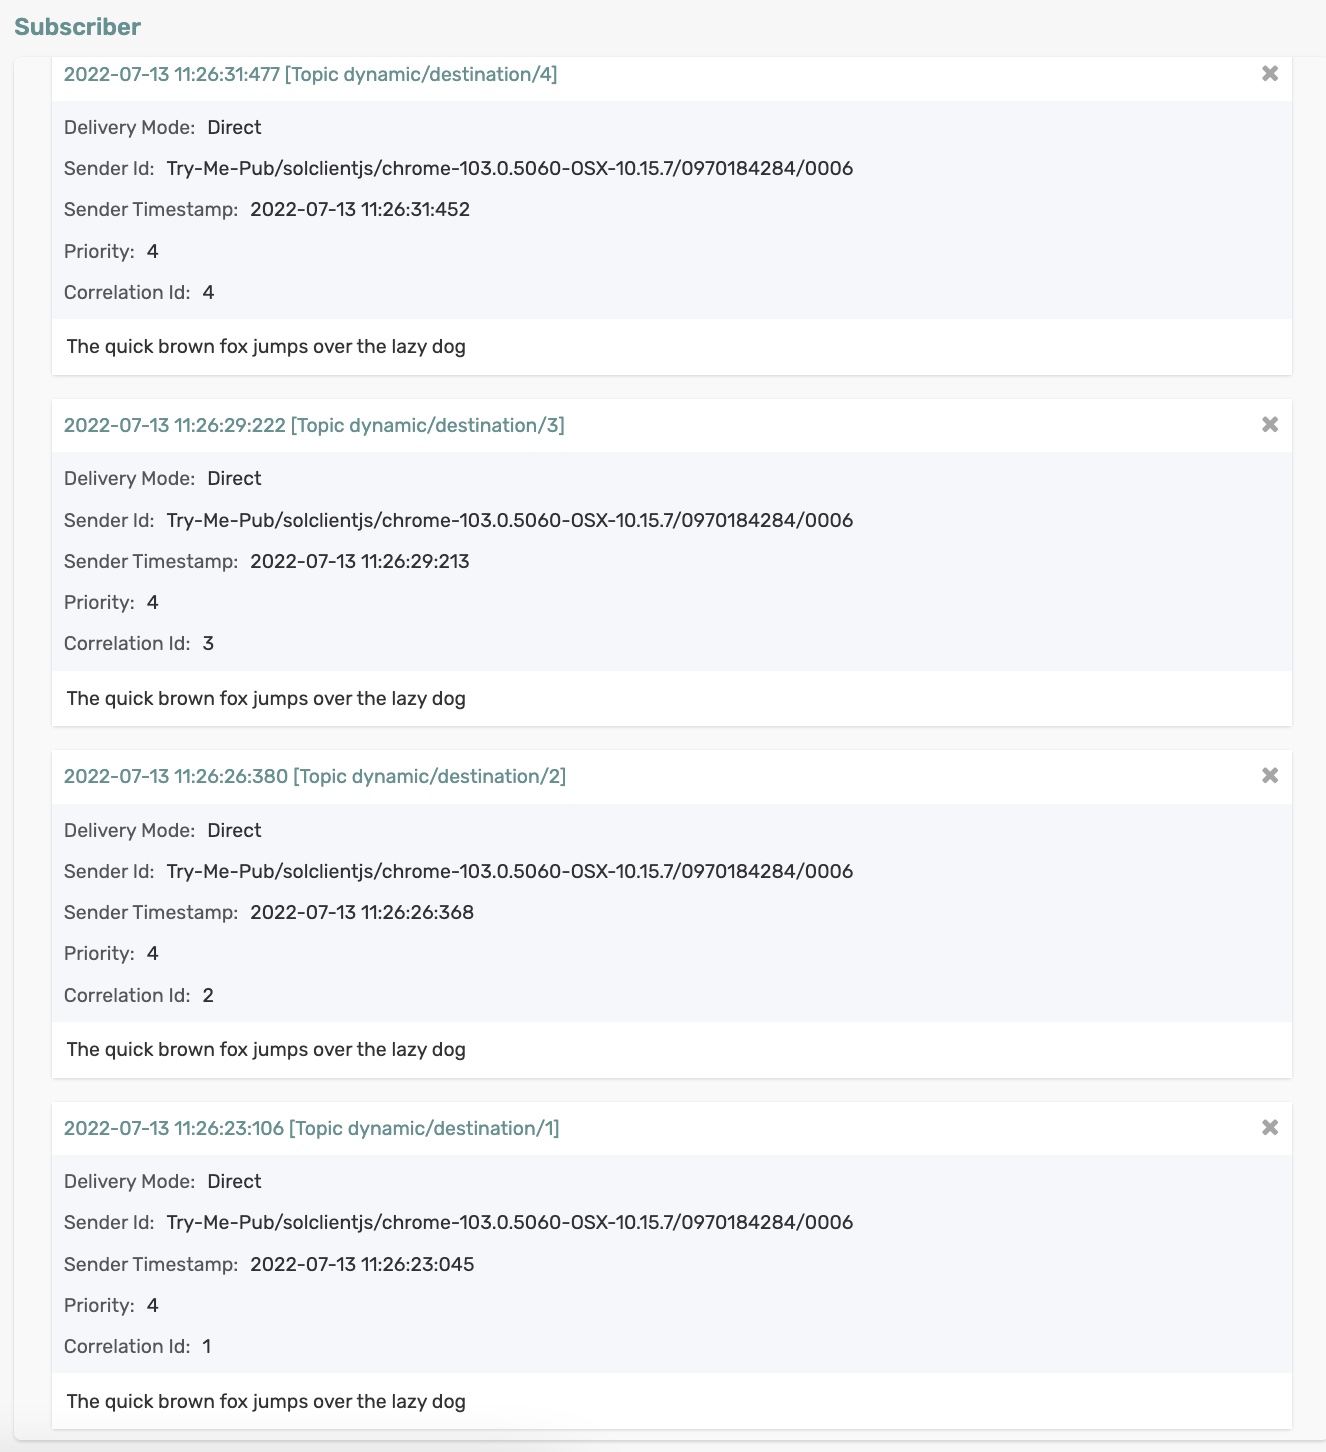 Subscriber
2022-07-13 11:26:31:477 [Topic dynamic/destination/4]
Delivery Mode: Direct
Sender Id: Try-Me-Pub/solclientjs/chrome-103.0.5060-OSX-10.15.7/0970184284/0006
Sender Timestamp: 2022-07-13 11:26:31:452
Priority: 4
Correlation Id: 4
The quick brown fox jumps over the lazy dog
2022-07-13 11:26:29:222 [Topic dynamic/destination/3]
Delivery Mode: Direct
Sender Id: Try-Me-Pub/solclientjs/chrome-103.0.5060-OSX-10.15.7/0970184284/0006
Sender Timestamp: 2022-07-13 11:26:29:213
Priority: 4
Correlation Id: 3
The quick brown fox jumps over the lazy dog
2022-07-13 11:26:26:380 [Topic dynamic/destination/2]
Delivery Mode: Direct
Sender Id: Try-Me-Pub/solclientjs/chrome-103.0.5060-OSX-10.15.7/0970184284/0006
Sender Timestamp: 2022-07-13 11:26:26:368
Priority: 4
Correlation Id: 2
The quick brown fox jumps over the lazy dog
2022-07-13 11:26:23:106 [Topic dynamic/destination/1]
Delivery Mode: Direct
Sender Id: Try-Me-Pub/solclientjs/chrome-103.0.5060-OSX-10.15.7/0970184284/0006
Sender Timestamp: 2022-07-13 11:26:23:045
Priority: 4
Correlation Id: 1
The quick brown fox jumps over the lazy dog